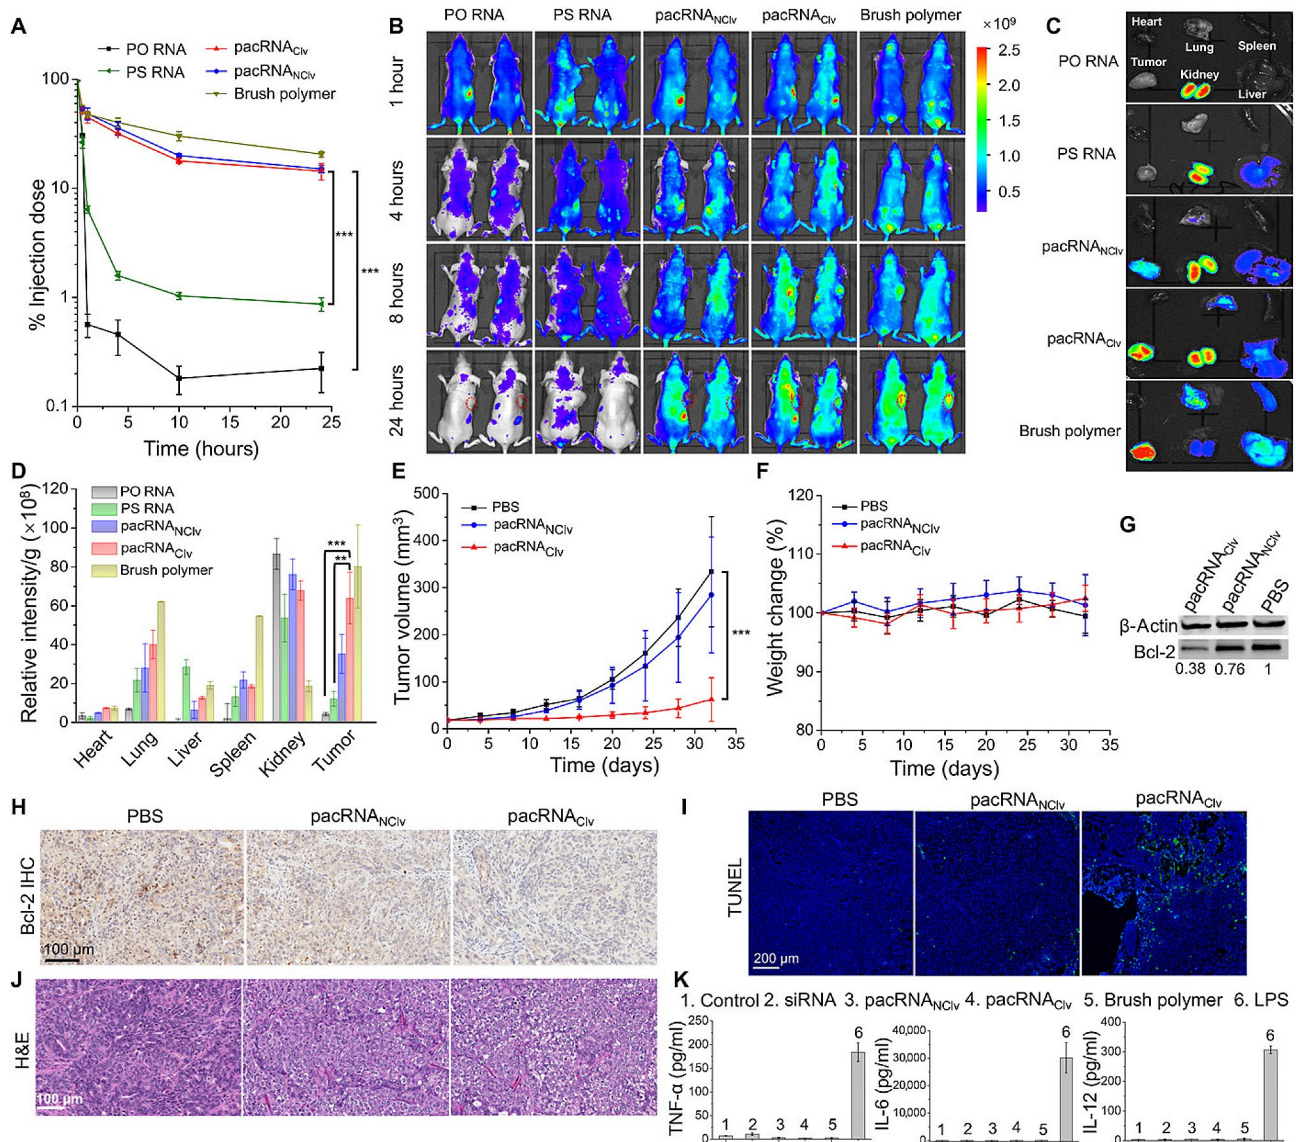 A
PO RNA
PS RNA
pacRNAClv
pacRNANClv
Brush polymer
100
10
1
0.1
% Injection dose
***
***
0 5 10 15 20 25
Time (hours)
B
PO RNA PS RNA pacRNANClv pacRNAClv Brush polymer
1 hour
4 hours
8 hours
24 hours
×10⁹
2.5
2.0
1.5
1.0
0.5
C
PO RNA
Heart
Lung
Spleen
Tumor
Kidney
Liver
PS RNA
pacRNANClv
pacRNAClv
Brush polymer
D
PO RNA
PS RNA
pacRNANClv
pacRNAClv
Brush polymer
Relative intensity/g (×10⁸)
120
100
80
60
40
20
0
***
**
Heart Lung Liver Spleen Kidney Tumor
E
PBS
pacRNANClv
pacRNAClv
Tumor volume (mm³)
500
400
300
200
100
0
***
0 5 10 15 20 25 30 35
Time (days)
F
PBS
pacRNANClv
pacRNAClv
Weight change (%)
120
110
100
90
80
0 5 10 15 20 25 30 35
Time (days)
G
pacRNAClv pacRNANClv PBS
β-Actin
Bcl-2
0.38 0.76 1
H
PBS pacRNANClv pacRNAClv
Bcl-2 IHC
100 μm
I
PBS pacRNANClv pacRNAClv
TUNEL
200 μm
J
H&E
100 μm
K
1. Control 2. siRNA 3. pacRNANClv 4. pacRNAClv 5. Brush polymer 6. LPS
TNF-α (pg/ml)
250
200
150
100
50
0
1 2 3 4 5 6
IL-6 (pg/ml)
40,000
30,000
20,000
10,000
0
1 2 3 4 5 6
IL-12 (pg/ml)
400
300
200
100
0
1 2 3 4 5 6